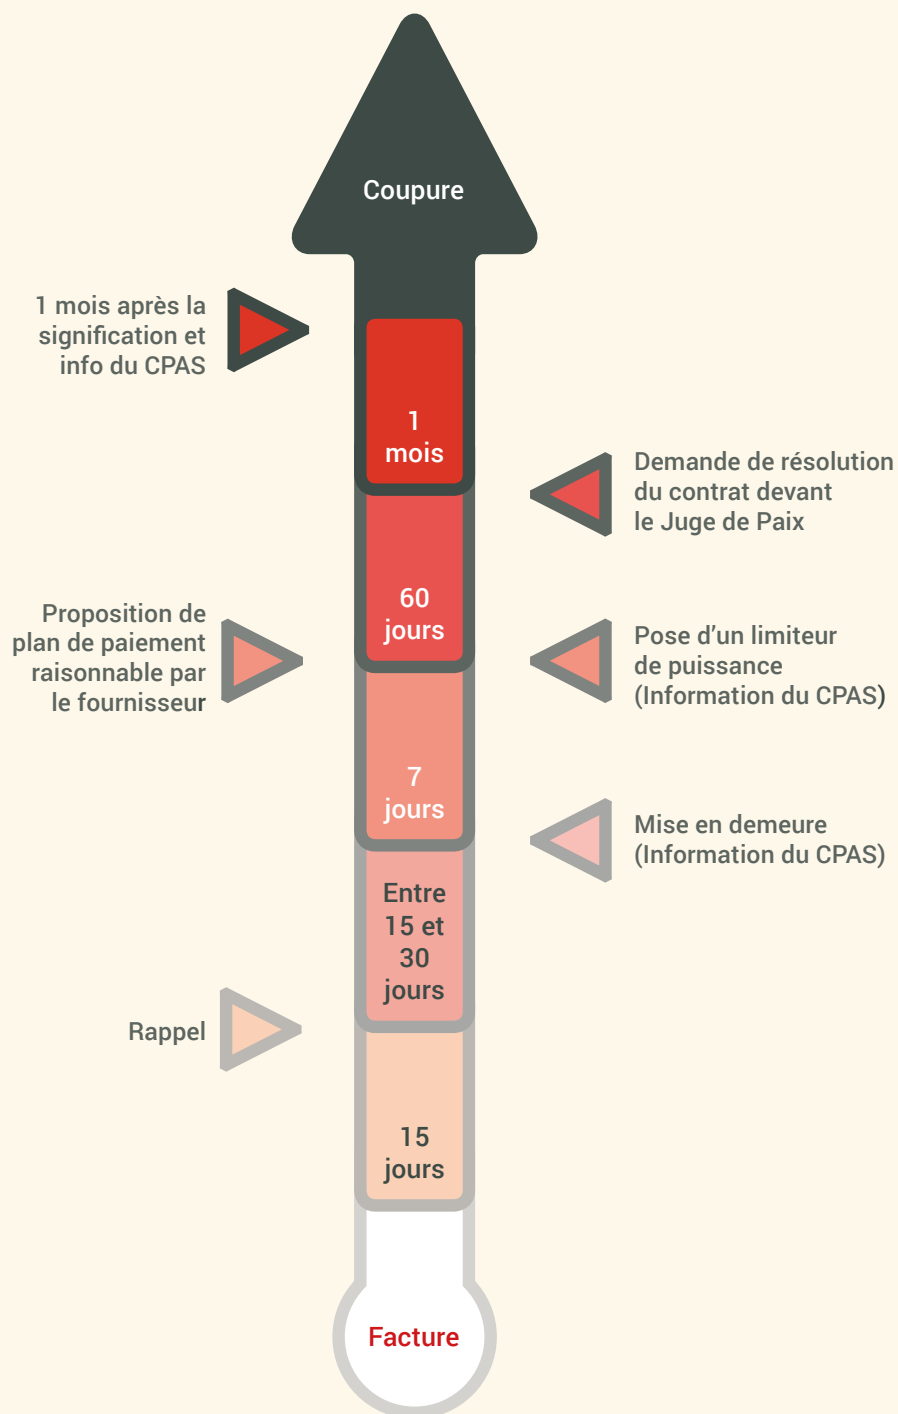 Coupure
1 mois après la
signification et
info du CPAS
1
mois
Demande de résolution
du contrat devant
le Juge de Paix
60
jours
Proposition de
plan de paiement
raisonnable par
le fournisseur
Pose d'un limiteur
de puissance
(Information du CPAS)
7
jours
Mise en demeure
(Information du CPAS)
Entre
15 et
30
jours
Rappel
15
jours
Facture